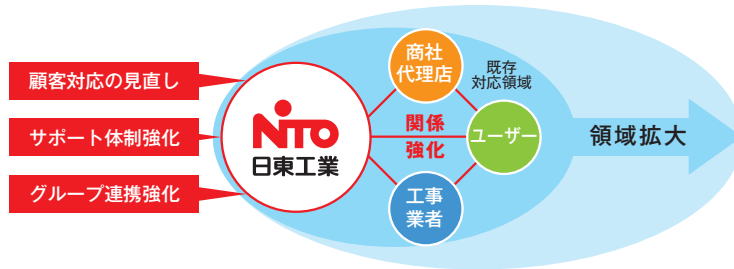 顧客対応の見直し
サポート体制強化
グループ連携強化
NITO
日東工業
商社
代理店
関係
強化
工事
業者
既存
対応領域
ユーザー
領域拡大